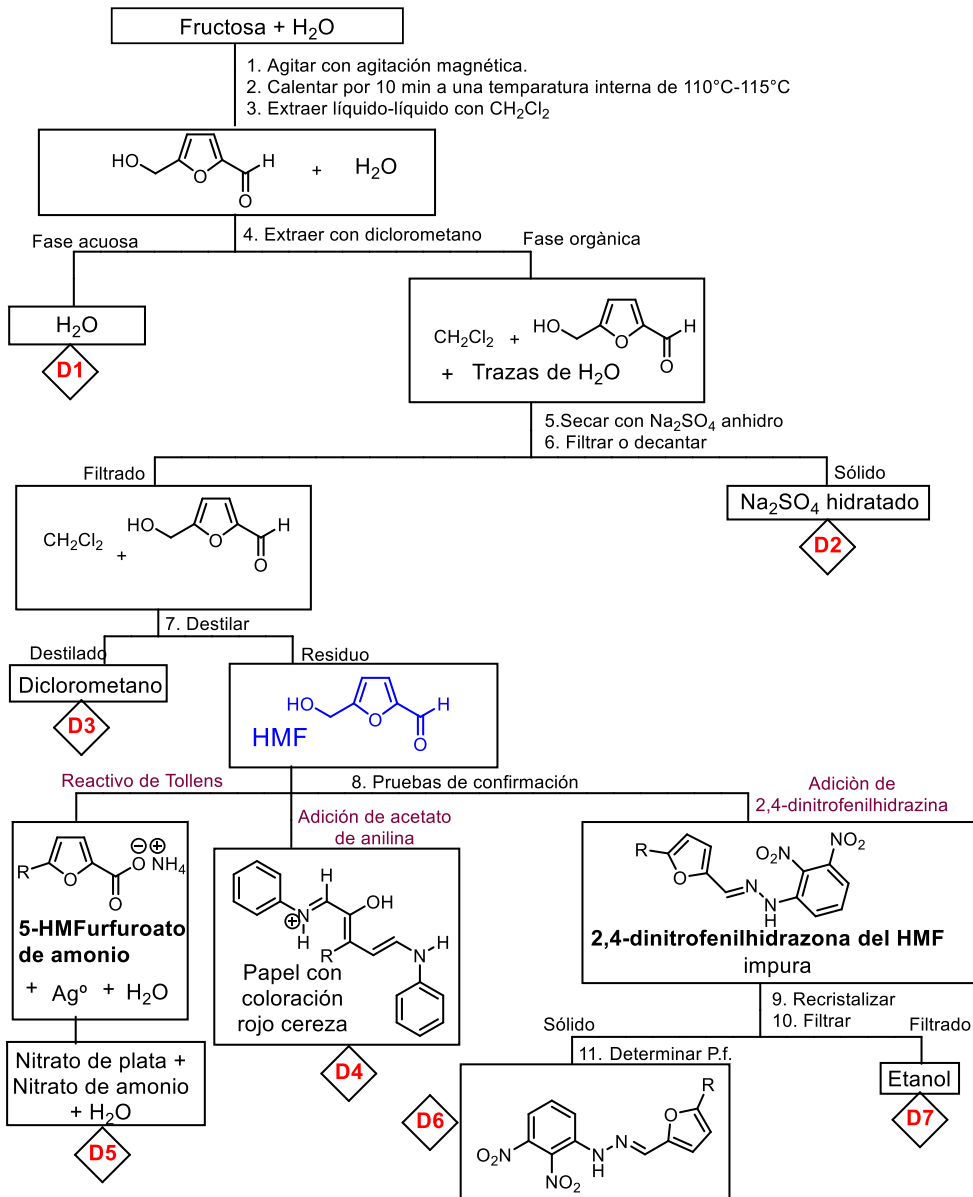 Fructosa + H₂O
1. Agitar con agitación magnética.
2. Calentar por 10 min a una temparatura interna de 110°C-115°C
3. Extraer líquido-líquido con CH₂Cl₂
HO O H O + H₂O
4. Extraer con diclorometano
Fase acuosa
Fase orgànica
H₂O
D1
CH₂Cl₂ + HO O H O
+ Trazas de H₂O
5.Secar con Na₂SO₄ anhidro
6. Filtrar o decantar
Filtrado
Sólido
CH₂Cl₂ + HO O H O
Na₂SO₄ hidratado
D2
7. Destilar
Destilado
Residuo
Diclorometano
D3
HO O H O
HMF
8. Pruebas de confirmación
Reactivo de Tollens
Adición de acetato
de anilina
Adiciòn de
2,4-dinitrofenilhidrazina
R O O⊖ ⊕NH₄ O
5-HMFurfuroato
de amonio
+ Ag⁰ + H₂O
H OH N⊕ H R H N
Papel con
coloración
rojo cereza
R O N N H O₂N NO₂
2,4-dinitrofenilhidrazona del HMF
impura
9. Recristalizar
10. Filtrar
Sólido
Filtrado
11. Determinar P.f.
Nitrato de plata +
Nitrato de amonio
+ H₂O
D5
D4
D6
O₂N NO₂ N H N O R
Etanol
D7